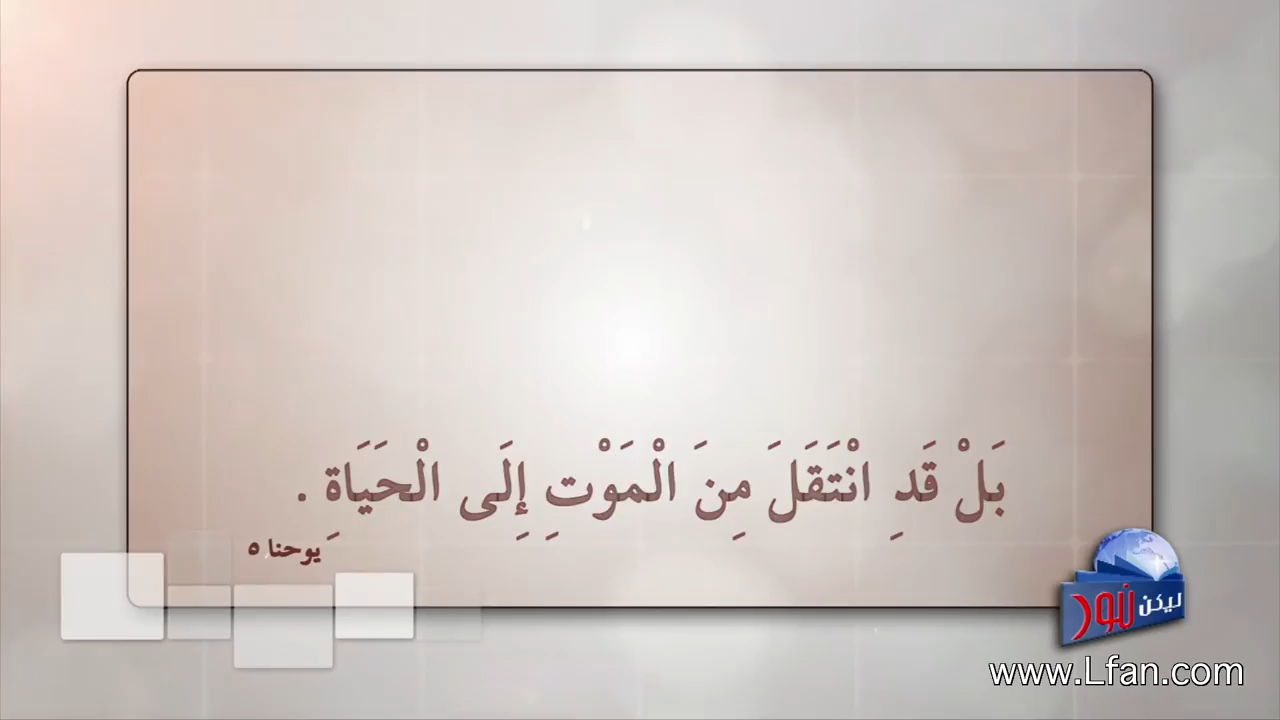 بَلْ قَدِ انْتَقَلَ مِنَ الْمَوْتِ إِلَى الْحَيَاةِ .
يوحنا ٥
ليكن نور
www.Lfan.com